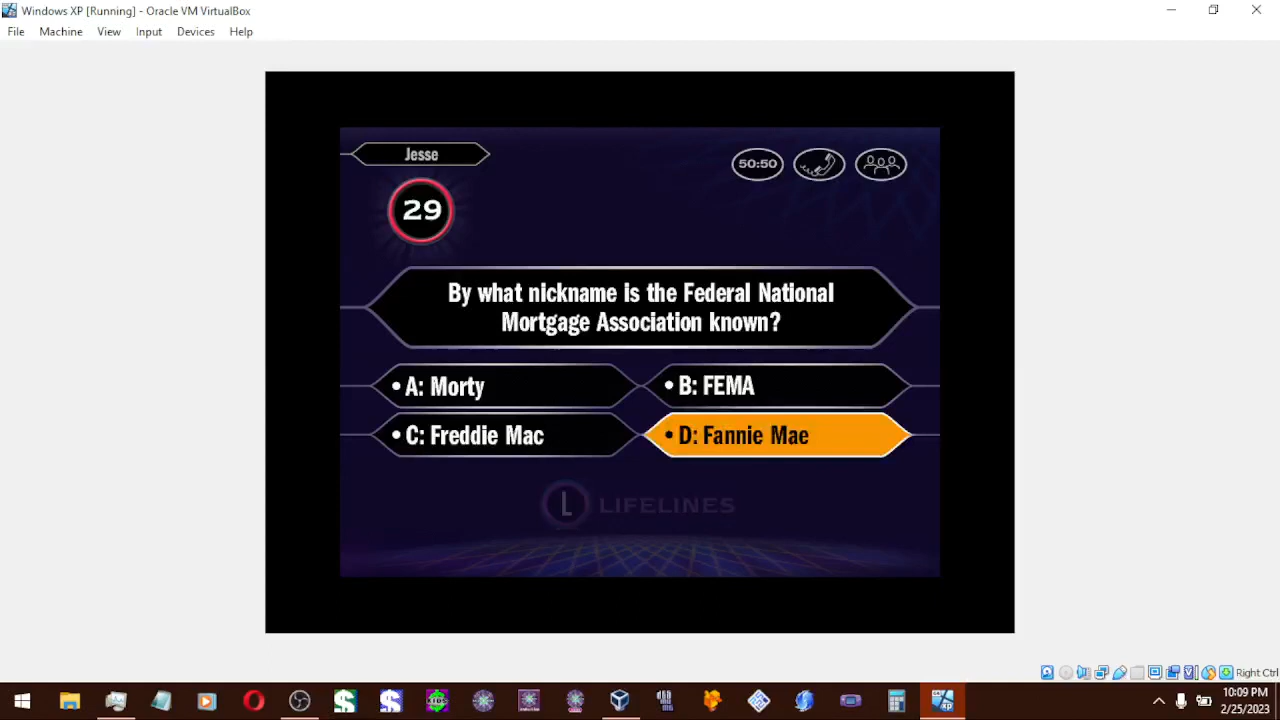 Windows XP [Running] - Oracle VM VirtualBox
File Machine View Input Devices Help
Jesse
50:50
29
By what nickname is the Federal National
Mortgage Association known?
• A: Morty
• B: FEMA
• C: Freddie Mac
• D: Fannie Mae
L LIFELINES
Right Ctrl
10:09 PM
2/25/2023